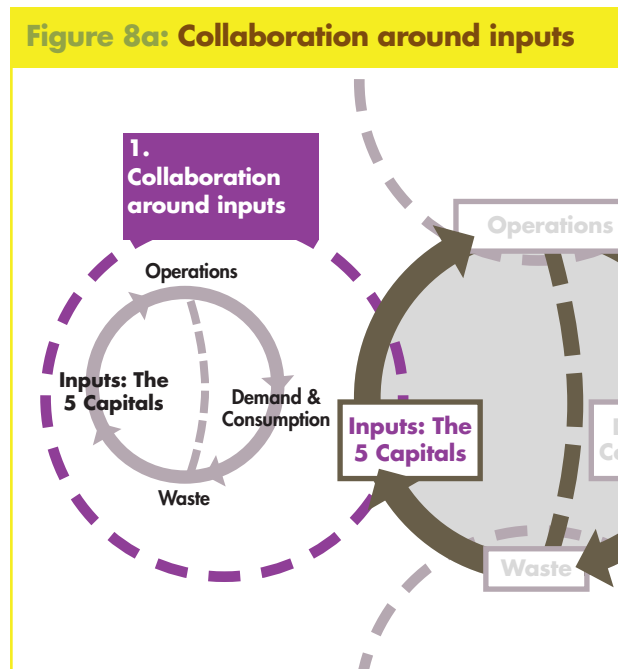 Figure 8a: Collaboration around inputs
1.
Collaboration
around inputs
Operations
Inputs: The
5 Capitals
Demand &
Consumption
Waste
Operations
Inputs: The
5 Capitals
Waste